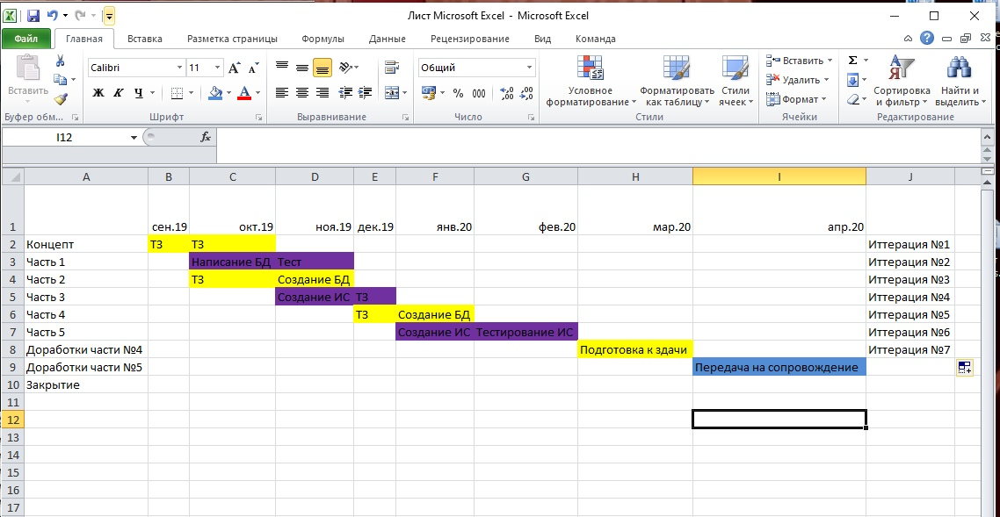 Лист Microsoft Excel - Microsoft Excel
Файл Главная Вставка Разметка страницы Формулы Данные Рецензирование Вид Команда
Вставить
Calibri 11
Ж К Ч
А
Общий
% 000
Условное форматирование
Форматировать как таблицу
Стили ячеек
Вставить
Удалить
Формат
Σ
Сортировка и фильтр
Найти и выделить
Буфер обм... Шрифт Выравнивание Число Стили Ячейки Редактирование
I12 fx
A B C D E F G H I J
1 сен.19 окт.19 ноя.19 дек.19 янв.20 фев.20 мар.20 апр.20
2 Концепт ТЗ ТЗ Иттерация №1
3 Часть 1 Написание БД Тест Иттерация №2
4 Часть 2 ТЗ Создание БД Иттерация №3
5 Часть 3 Создание ИС ТЗ Иттерация №4
6 Часть 4 ТЗ Создание БД Иттерация №5
7 Часть 5 Создание ИС Тестирование ИС Иттерация №6
8 Доработки части №4 Подготовка к здачи Иттерация №7
9 Доработки части №5 Передача на сопровождение
10 Закрытие
11
12
13
14
15
16
17